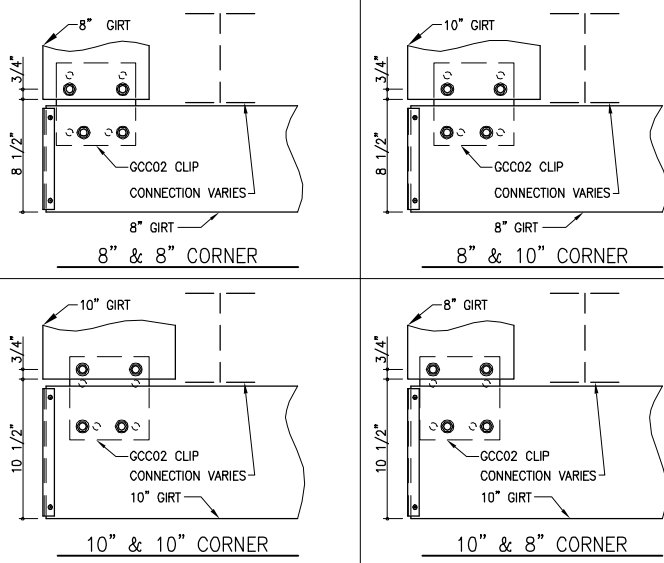 8” GIRT
3/4”
8 1/2”
GCC02 CLIP
CONNECTION VARIES
8” GIRT
8” & 8” CORNER
10” GIRT
3/4”
8 1/2”
GCC02 CLIP
CONNECTION VARIES
8” GIRT
8” & 10” CORNER
10” GIRT
3/4”
10 1/2”
GCC02 CLIP
CONNECTION VARIES
10” GIRT
10” & 10” CORNER
8” GIRT
3/4”
10 1/2”
GCC02 CLIP
CONNECTION VARIES
10” GIRT
10” & 8” CORNER